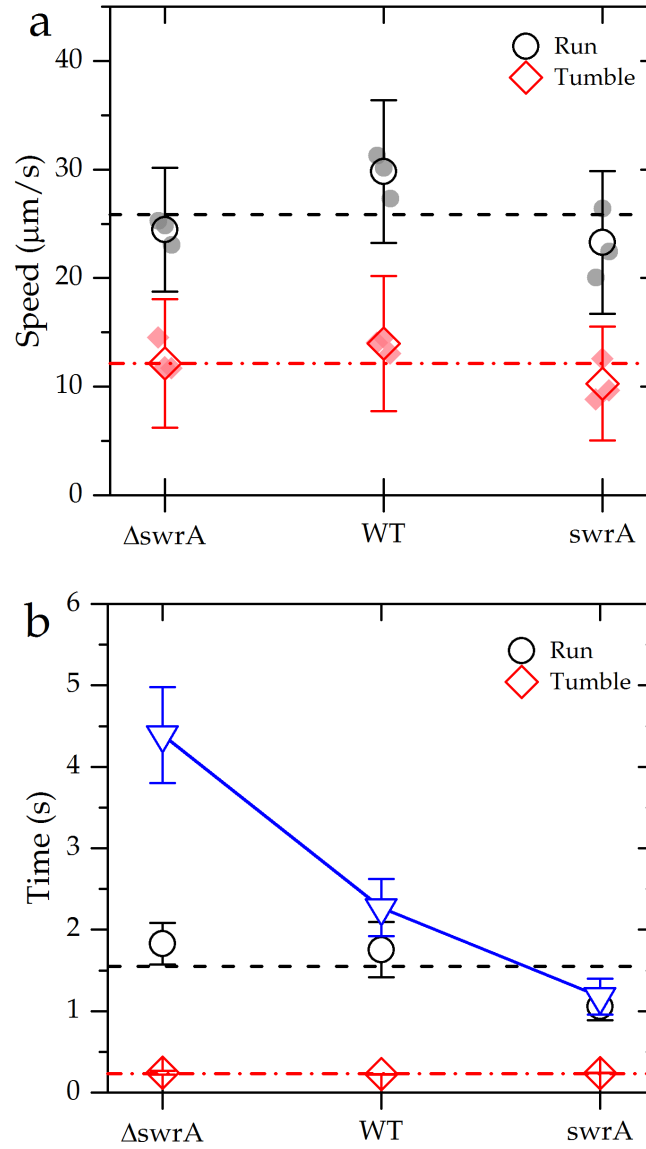 a
Run
Tumble
Speed (µm/s)
40
30
20
10
0
ΔswrA WT swrA
b
Run
Tumble
Time (s)
6
5
4
3
2
1
0
ΔswrA WT swrA